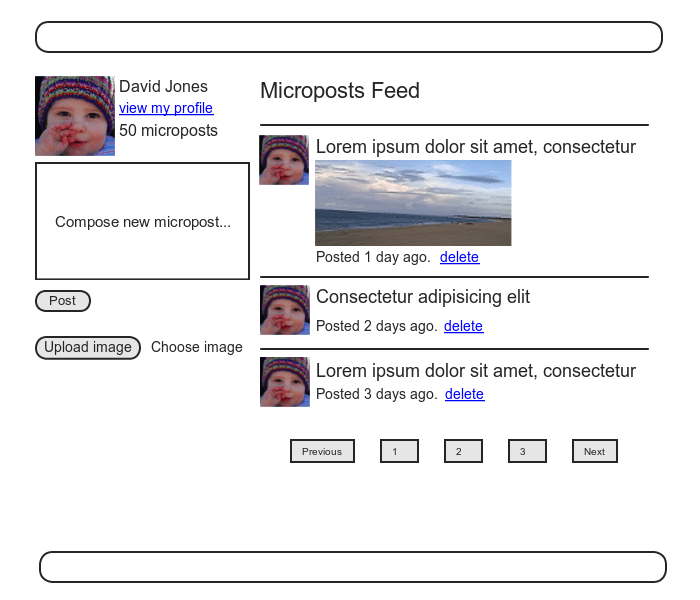 David Jones
view my profile
50 microposts
Compose new micropost...
Post
Upload image Choose image
Microposts Feed
Lorem ipsum dolor sit amet, consectetur
Posted 1 day ago. delete
Consectetur adipisicing elit
Posted 2 days ago. delete
Lorem ipsum dolor sit amet, consectetur
Posted 3 days ago. delete
Previous 1 2 3 Next